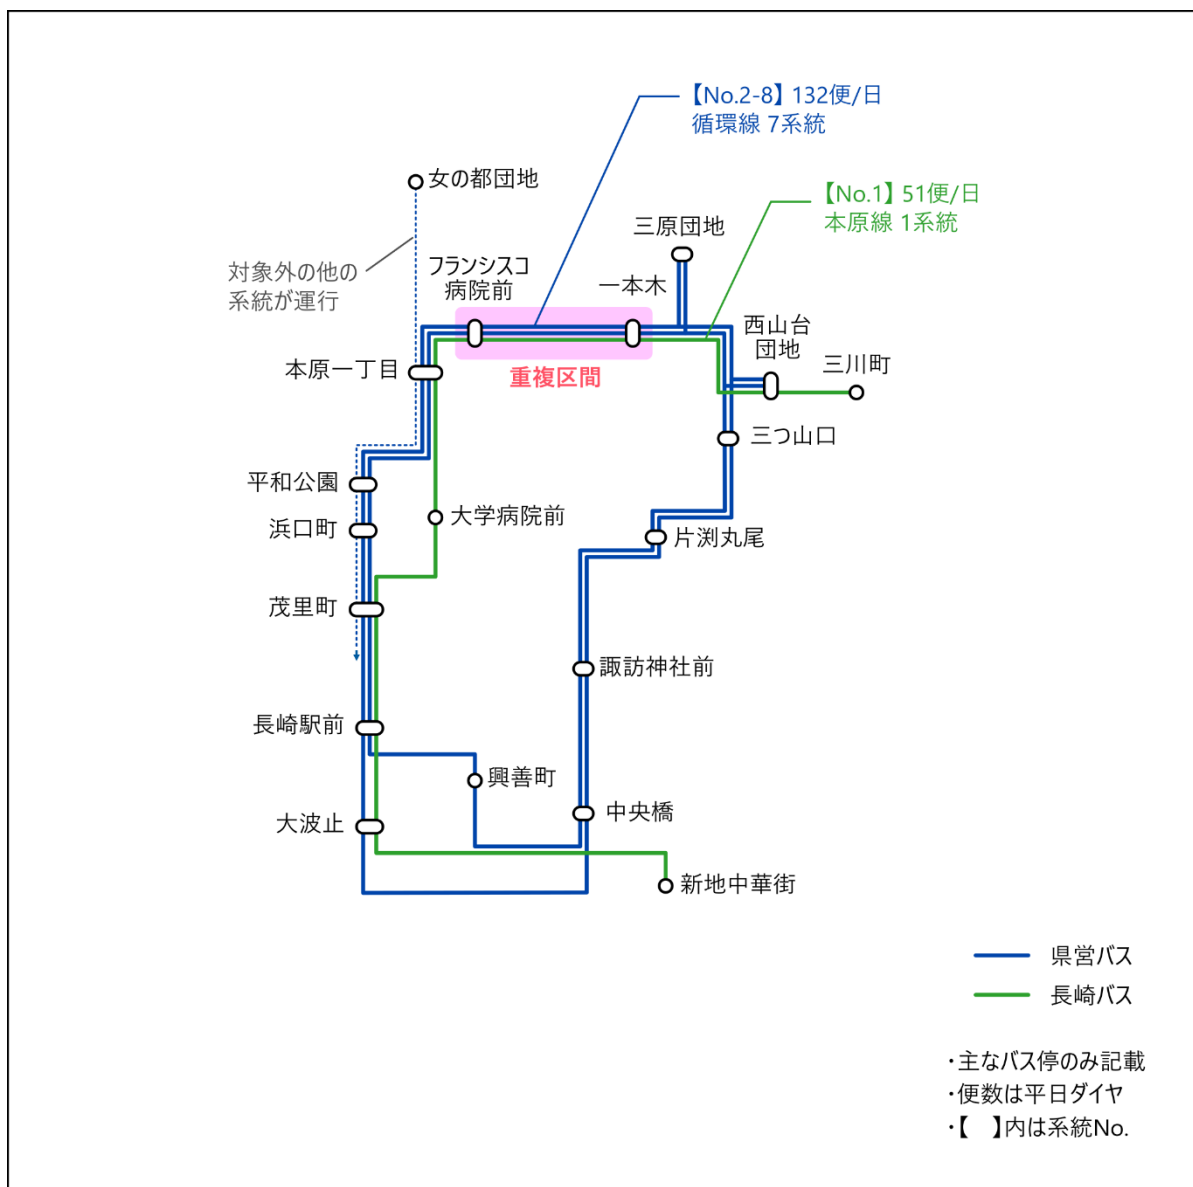 【No.2-8】 132便/日
循環線 7系統
女の都団地
【No.1】 51便/日
本原線 1系統
三原団地
対象外の他の
系統が運行
フランシスコ
病院前
一本木
西山台
団地
三川町
本原一丁目
重複区間
三つ山口
平和公園
大学病院前
浜口町
片渕丸尾
茂里町
諏訪神社前
長崎駅前
興善町
中央橋
大波止
新地中華街
県営バス
長崎バス
・主なバス停のみ記載
・便数は平日ダイヤ
・【　】内は系統No.